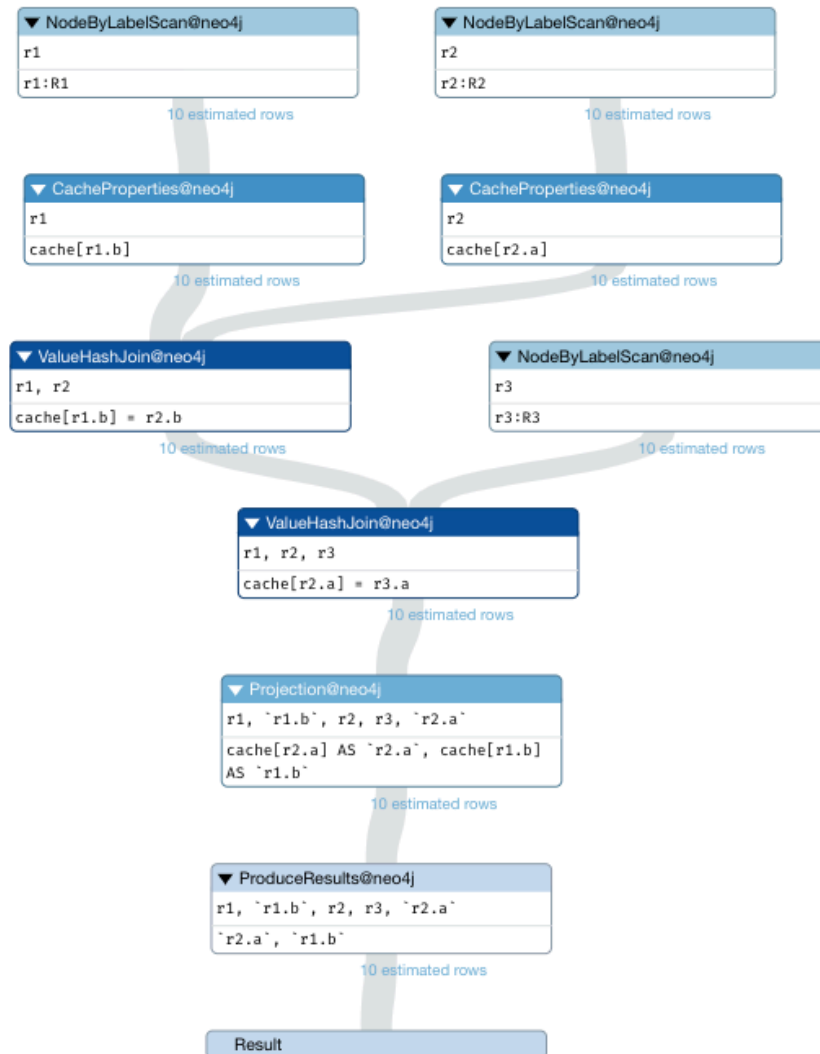 NodeByLabelScan@neo4j
r1
r1:R1
10 estimated rows
NodeByLabelScan@neo4j
r2
r2:R2
10 estimated rows
CacheProperties@neo4j
r1
cache[r1.b]
10 estimated rows
CacheProperties@neo4j
r2
cache[r2.a]
10 estimated rows
ValueHashJoin@neo4j
r1, r2
cache[r1.b] = r2.b
10 estimated rows
NodeByLabelScan@neo4j
r3
r3:R3
10 estimated rows
ValueHashJoin@neo4j
r1, r2, r3
cache[r2.a] = r3.a
10 estimated rows
Projection@neo4j
r1, `r1.b`, r2, r3, `r2.a`
cache[r2.a] AS `r2.a`, cache[r1.b]
AS `r1.b`
10 estimated rows
ProduceResults@neo4j
r1, `r1.b`, r2, r3, `r2.a`
`r2.a`, `r1.b`
10 estimated rows
Result